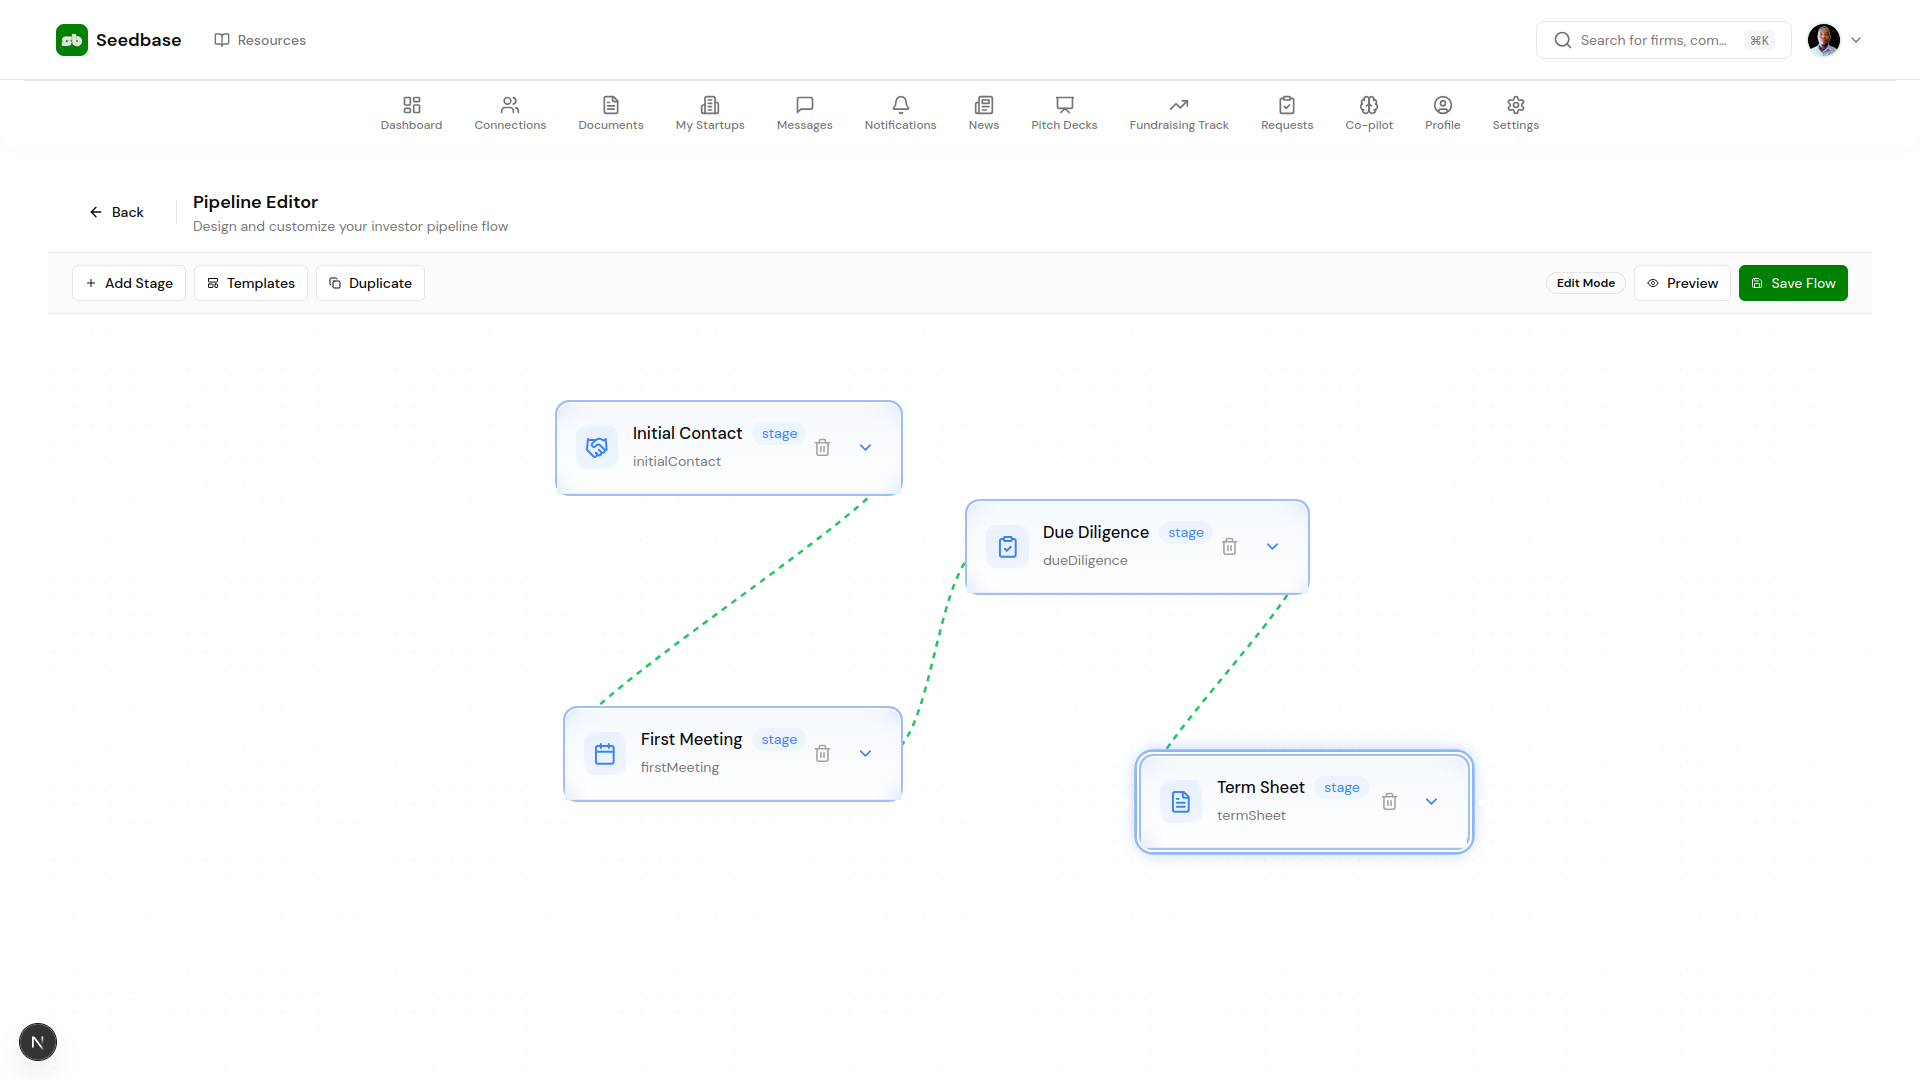 Seedbase
Resources
Search for firms, com...
⌘K
Dashboard
Connections
Documents
My Startups
Messages
Notifications
News
Pitch Decks
Fundraising Track
Requests
Co-pilot
Profile
Settings
Back
Pipeline Editor
Design and customize your investor pipeline flow
Add Stage
Templates
Duplicate
Edit Mode
Preview
Save Flow
Initial Contact stage
initialContact
Due Diligence stage
dueDiligence
First Meeting stage
firstMeeting
Term Sheet stage
termSheet
N